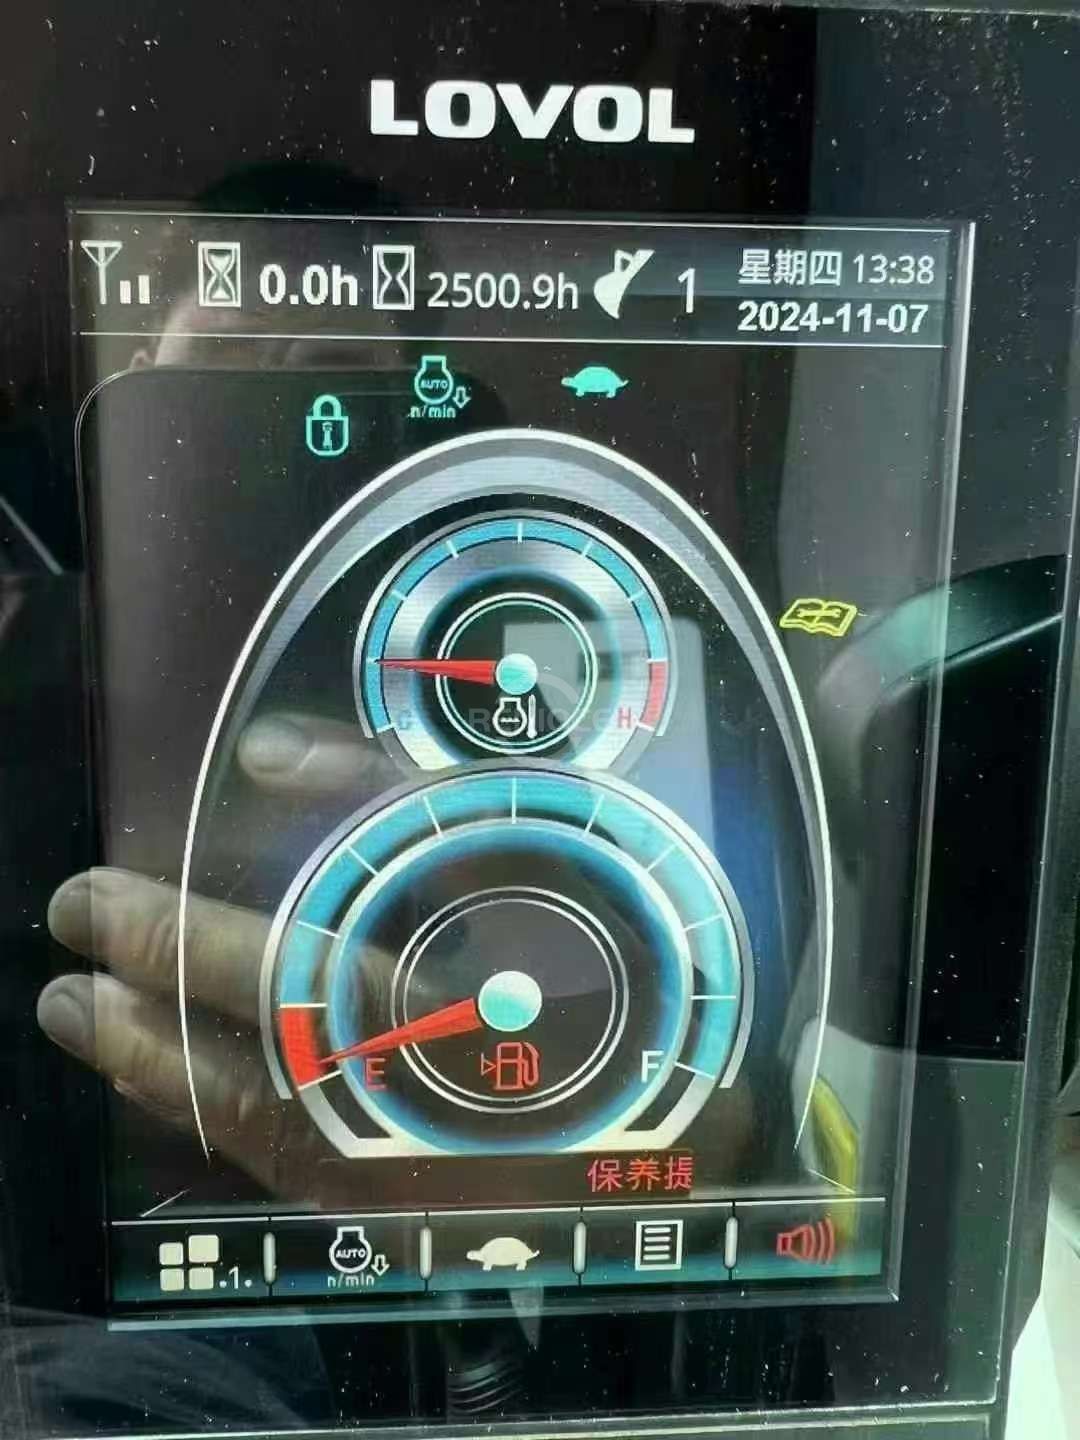 LOVOL
0.0h 2500.9h 1 星期四 13:38
2024-11-07
AUTO
n/min
C H
E F
保养提
.1. AUTO
n/min